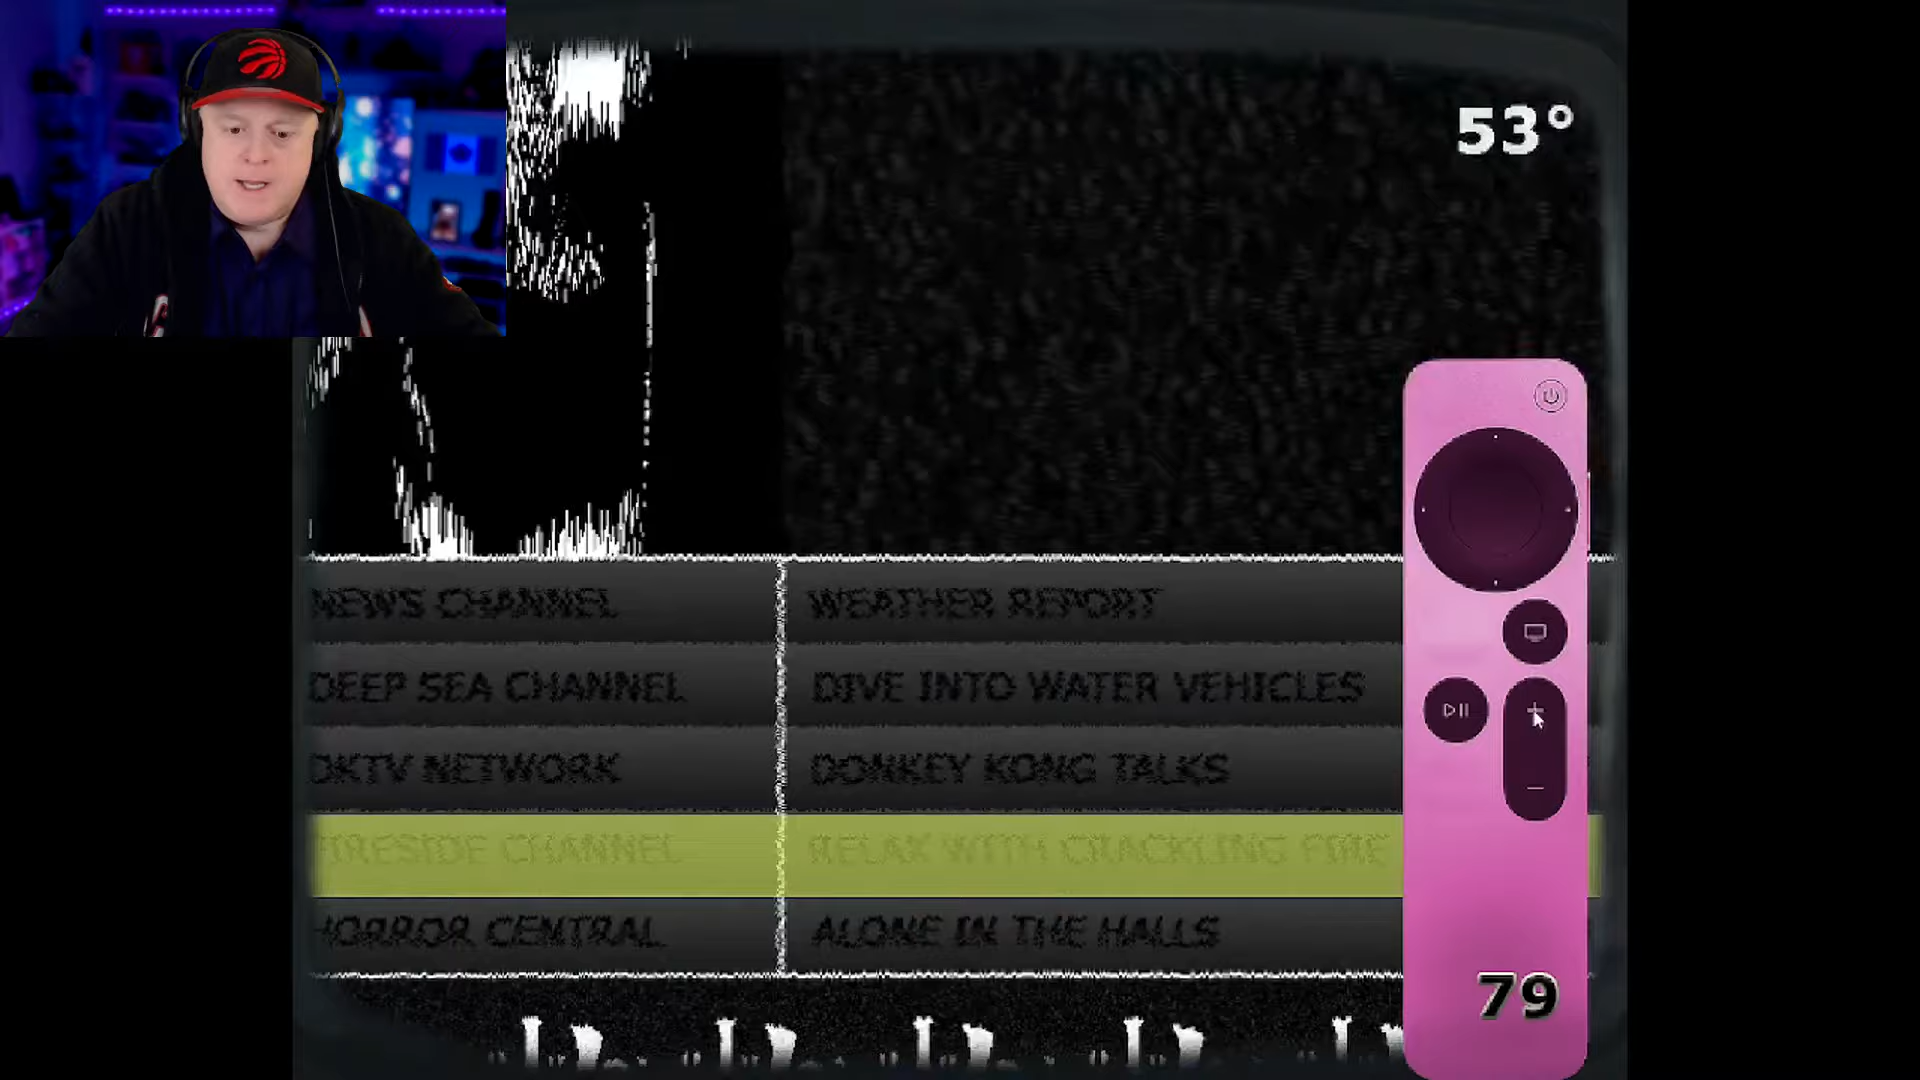 53°
NEWS CHANNEL WEATHER REPORT
DEEP SEA CHANNEL DIVE INTO WATER VEHICLES
DKTV NETWORK DONKEY KONG TALKS
FIRESIDE CHANNEL RELAX WITH CRACKLING FIRE
HORROR CENTRAL ALONE IN THE HALLS
79